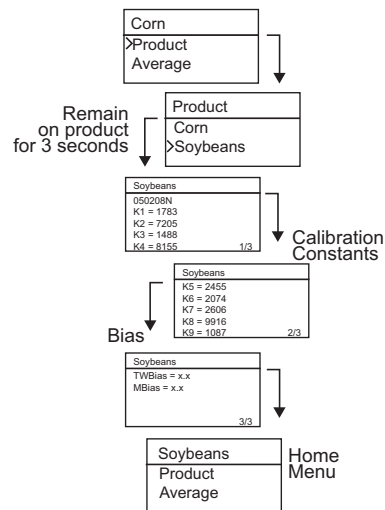 Corn
>Product
Average
Remain
on product
for 3 seconds
Product
Corn
>Soybeans
Soybeans
050208N
K1 = 1783
K2 = 7205
K3 = 1488
K4 = 8155 1/3
Calibration
Constants
Soybeans
K5 = 2455
K6 = 2074
K7 = 2606
K8 = 9916
K9 = 1087 2/3
Bias
Soybeans
TWBias = x.x
MBias = x.x
3/3
Soybeans
Product
Average
Home
Menu